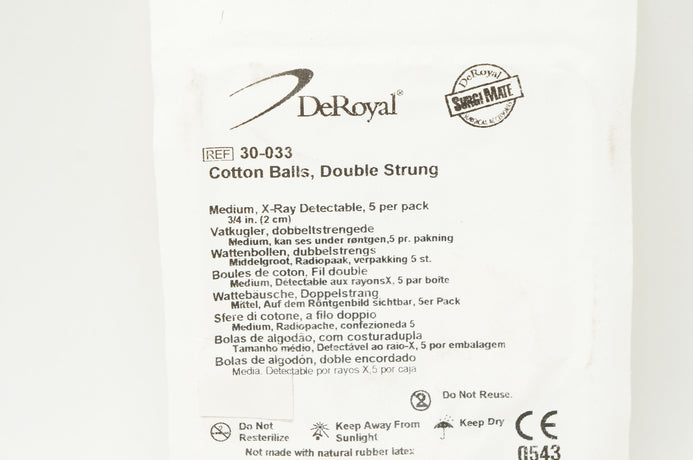 DeRoyal®
DeRoyal
SURGI MATE
REF 30-033
Cotton Balls, Double Strung
Medium, X-Ray Detectable, 5 per pack
3/4 in. (2 cm)
Vatkugler, dobbeltstrengede
Medium, kan ses under røntgen,5 pr. pakning
Wattenbollen, dubbelstrengs
Middelgroot, Radiopaak, verpakking 5 st.
Boules de coton, Fil double
Medium, Detectable aux rayonsX, 5 par boîte
Wattebäusche, Doppelstrang
Mittel, Auf dem Röntgenbild sichtbar, 5er Pack
Sfere di cotone, a filo doppio
Medium, Radiopache, confezioneda 5
Bolas de algodão, com costuradupla
Tamanho médio, Detectável ao raio-X, 5 por embalagem
Bolas de algodón, doble encordado
Media, Detectable por rayos X,5 por caja
Do Not Reuse.
Do Not
Resterilize
Keep Away From
Sunlight
Keep Dry
CE
0543
Not made with natural rubber latex